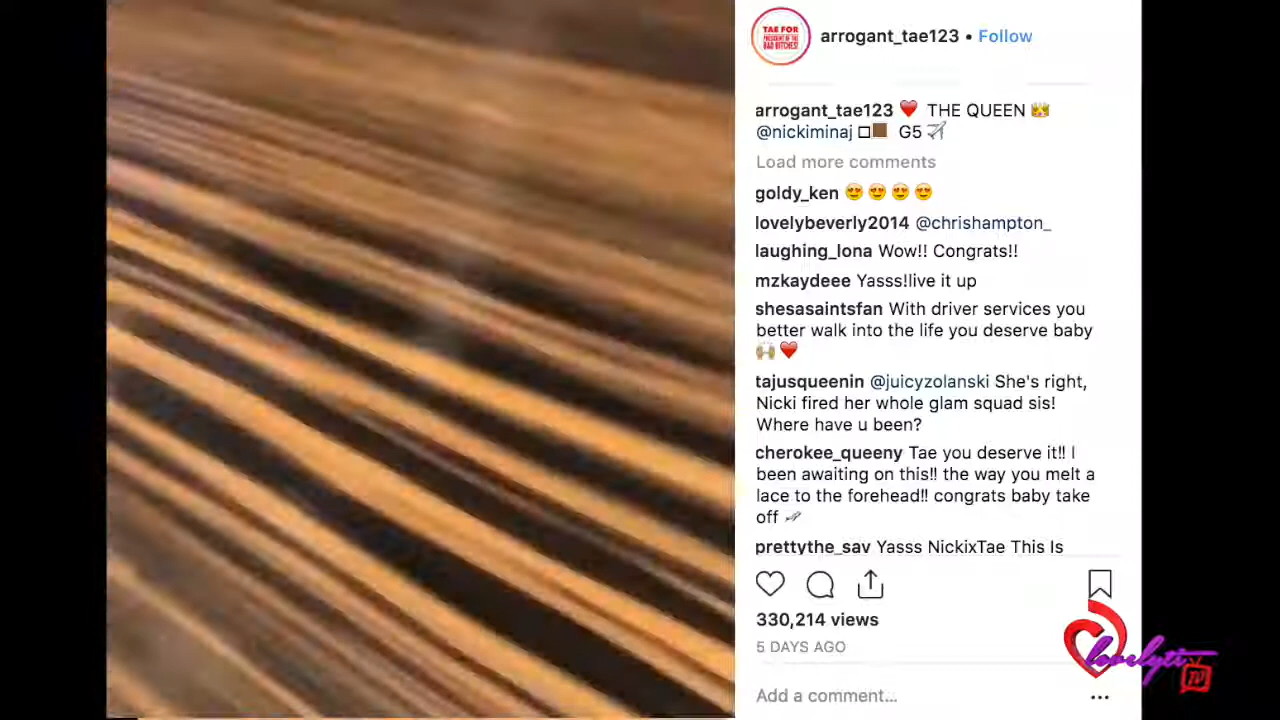 TAE FOR
PRESIDENT OF THE
BAD BITCHES!
arrogant_tae123 • Follow
arrogant_tae123 ❤️ THE QUEEN 👑
@nickiminaj □🟫 G5 ✈️
Load more comments
goldy_ken 😍 😍 😍 😍
lovelybeverly2014 @chrishampton_
laughing_lona Wow!! Congrats!!
mzkaydeee Yasss!live it up
shesasaintsfan With driver services you
better walk into the life you deserve baby
🙌🏽 ❤️
tajusqueenin @juicyzolanski She's right,
Nicki fired her whole glam squad sis!
Where have u been?
cherokee_queeny Tae you deserve it!! I
been awaiting on this!! the way you melt a
lace to the forehead!! congrats baby take
off 🛫
prettythe_sav Yasss NickixTae This Is
330,214 views
5 DAYS AGO
lovelyti
TV
Add a comment...